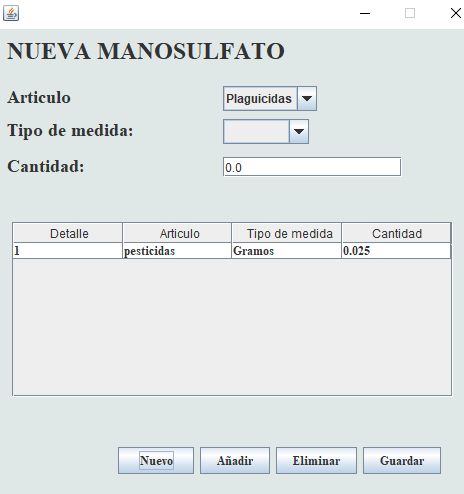 NUEVA MANOSULFATO
Articulo Plaguicidas
Tipo de medida:
Cantidad: 0.0
Detalle Articulo Tipo de medida Cantidad
1 pesticidas Gramos 0.025
Nuevo Añadir Eliminar Guardar